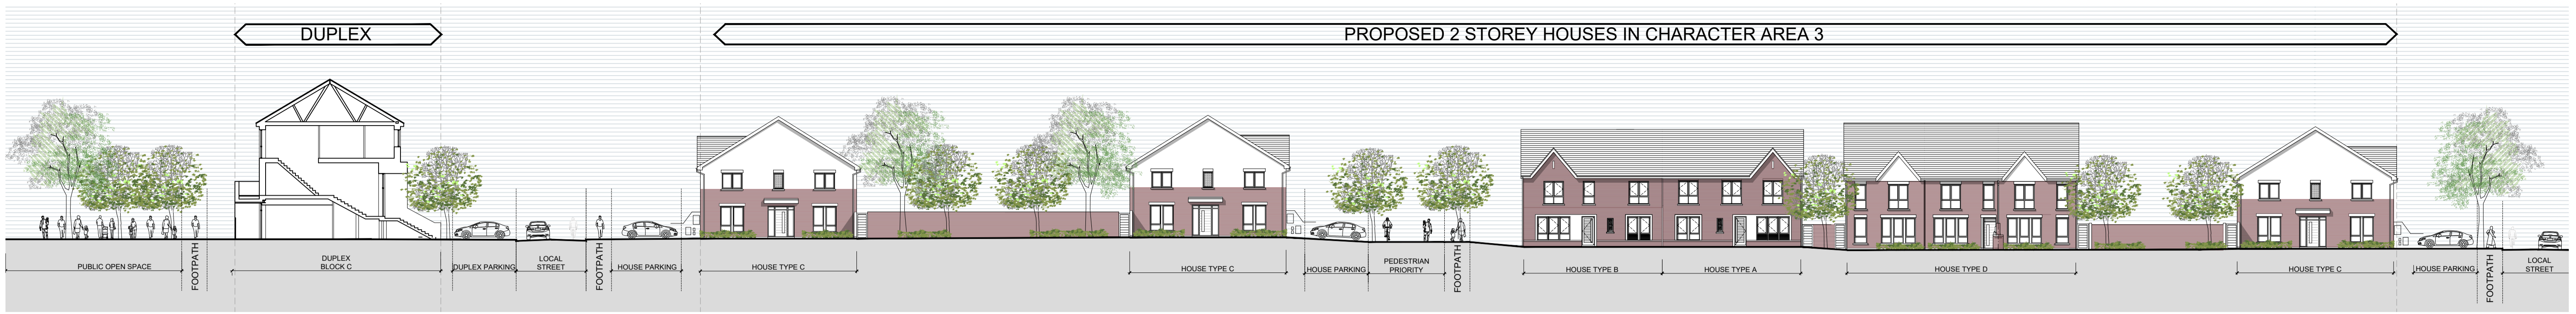 DUPLEX
PROPOSED 2 STOREY HOUSES IN CHARACTER AREA 3
PUBLIC OPEN SPACE
FOOTPATH
DUPLEX
BLOCK C
DUPLEX PARKING
LOCAL
STREET
FOOTPATH
HOUSE PARKING
HOUSE TYPE C
HOUSE TYPE C
HOUSE PARKING
PEDESTRIAN
PRIORITY
FOOTPATH
HOUSE TYPE B
HOUSE TYPE A
HOUSE TYPE D
HOUSE TYPE C
HOUSE PARKING
FOOTPATH
LOCAL
STREET